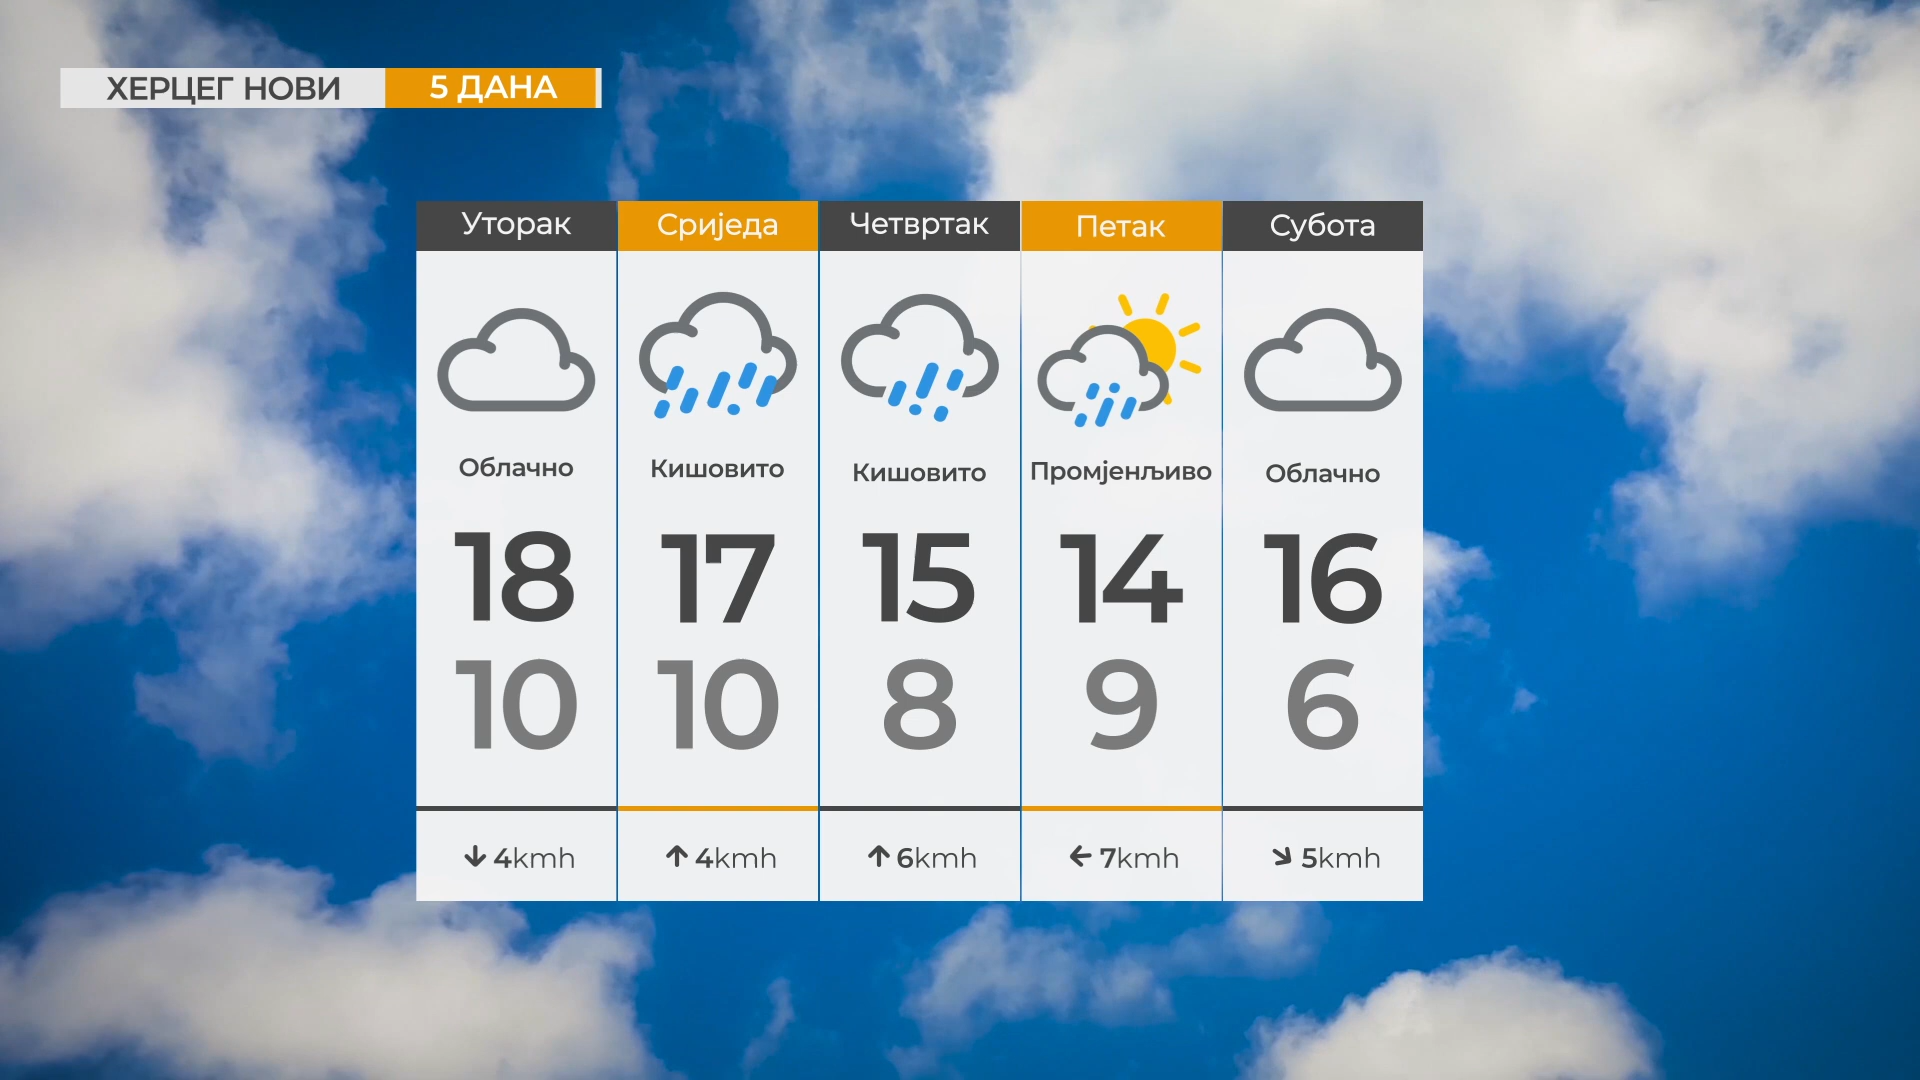 ХЕРЦЕГ НОВИ 5 ДАНА
Уторак Сриједа Четвртак Петак Субота
Облачно Кишовито Кишовито Промјенљиво Облачно
18 17 15 14 16
10 10 8 9 6
4kmh 4kmh 6kmh 7kmh 5kmh